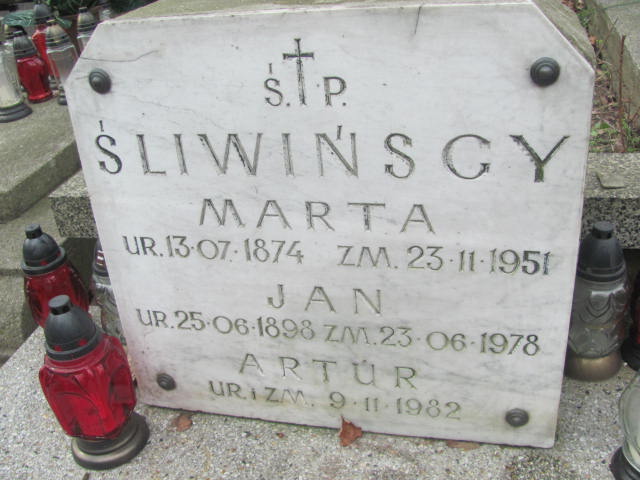 Ś.P.
ŚLIWIŃSCY
MARTA
UR. 13·07·1874 ZM. 23·11·1951
JAN
UR. 25·06·1898 ZM. 23·06·1978
ARTUR
UR. i ZM. 9·11·1982